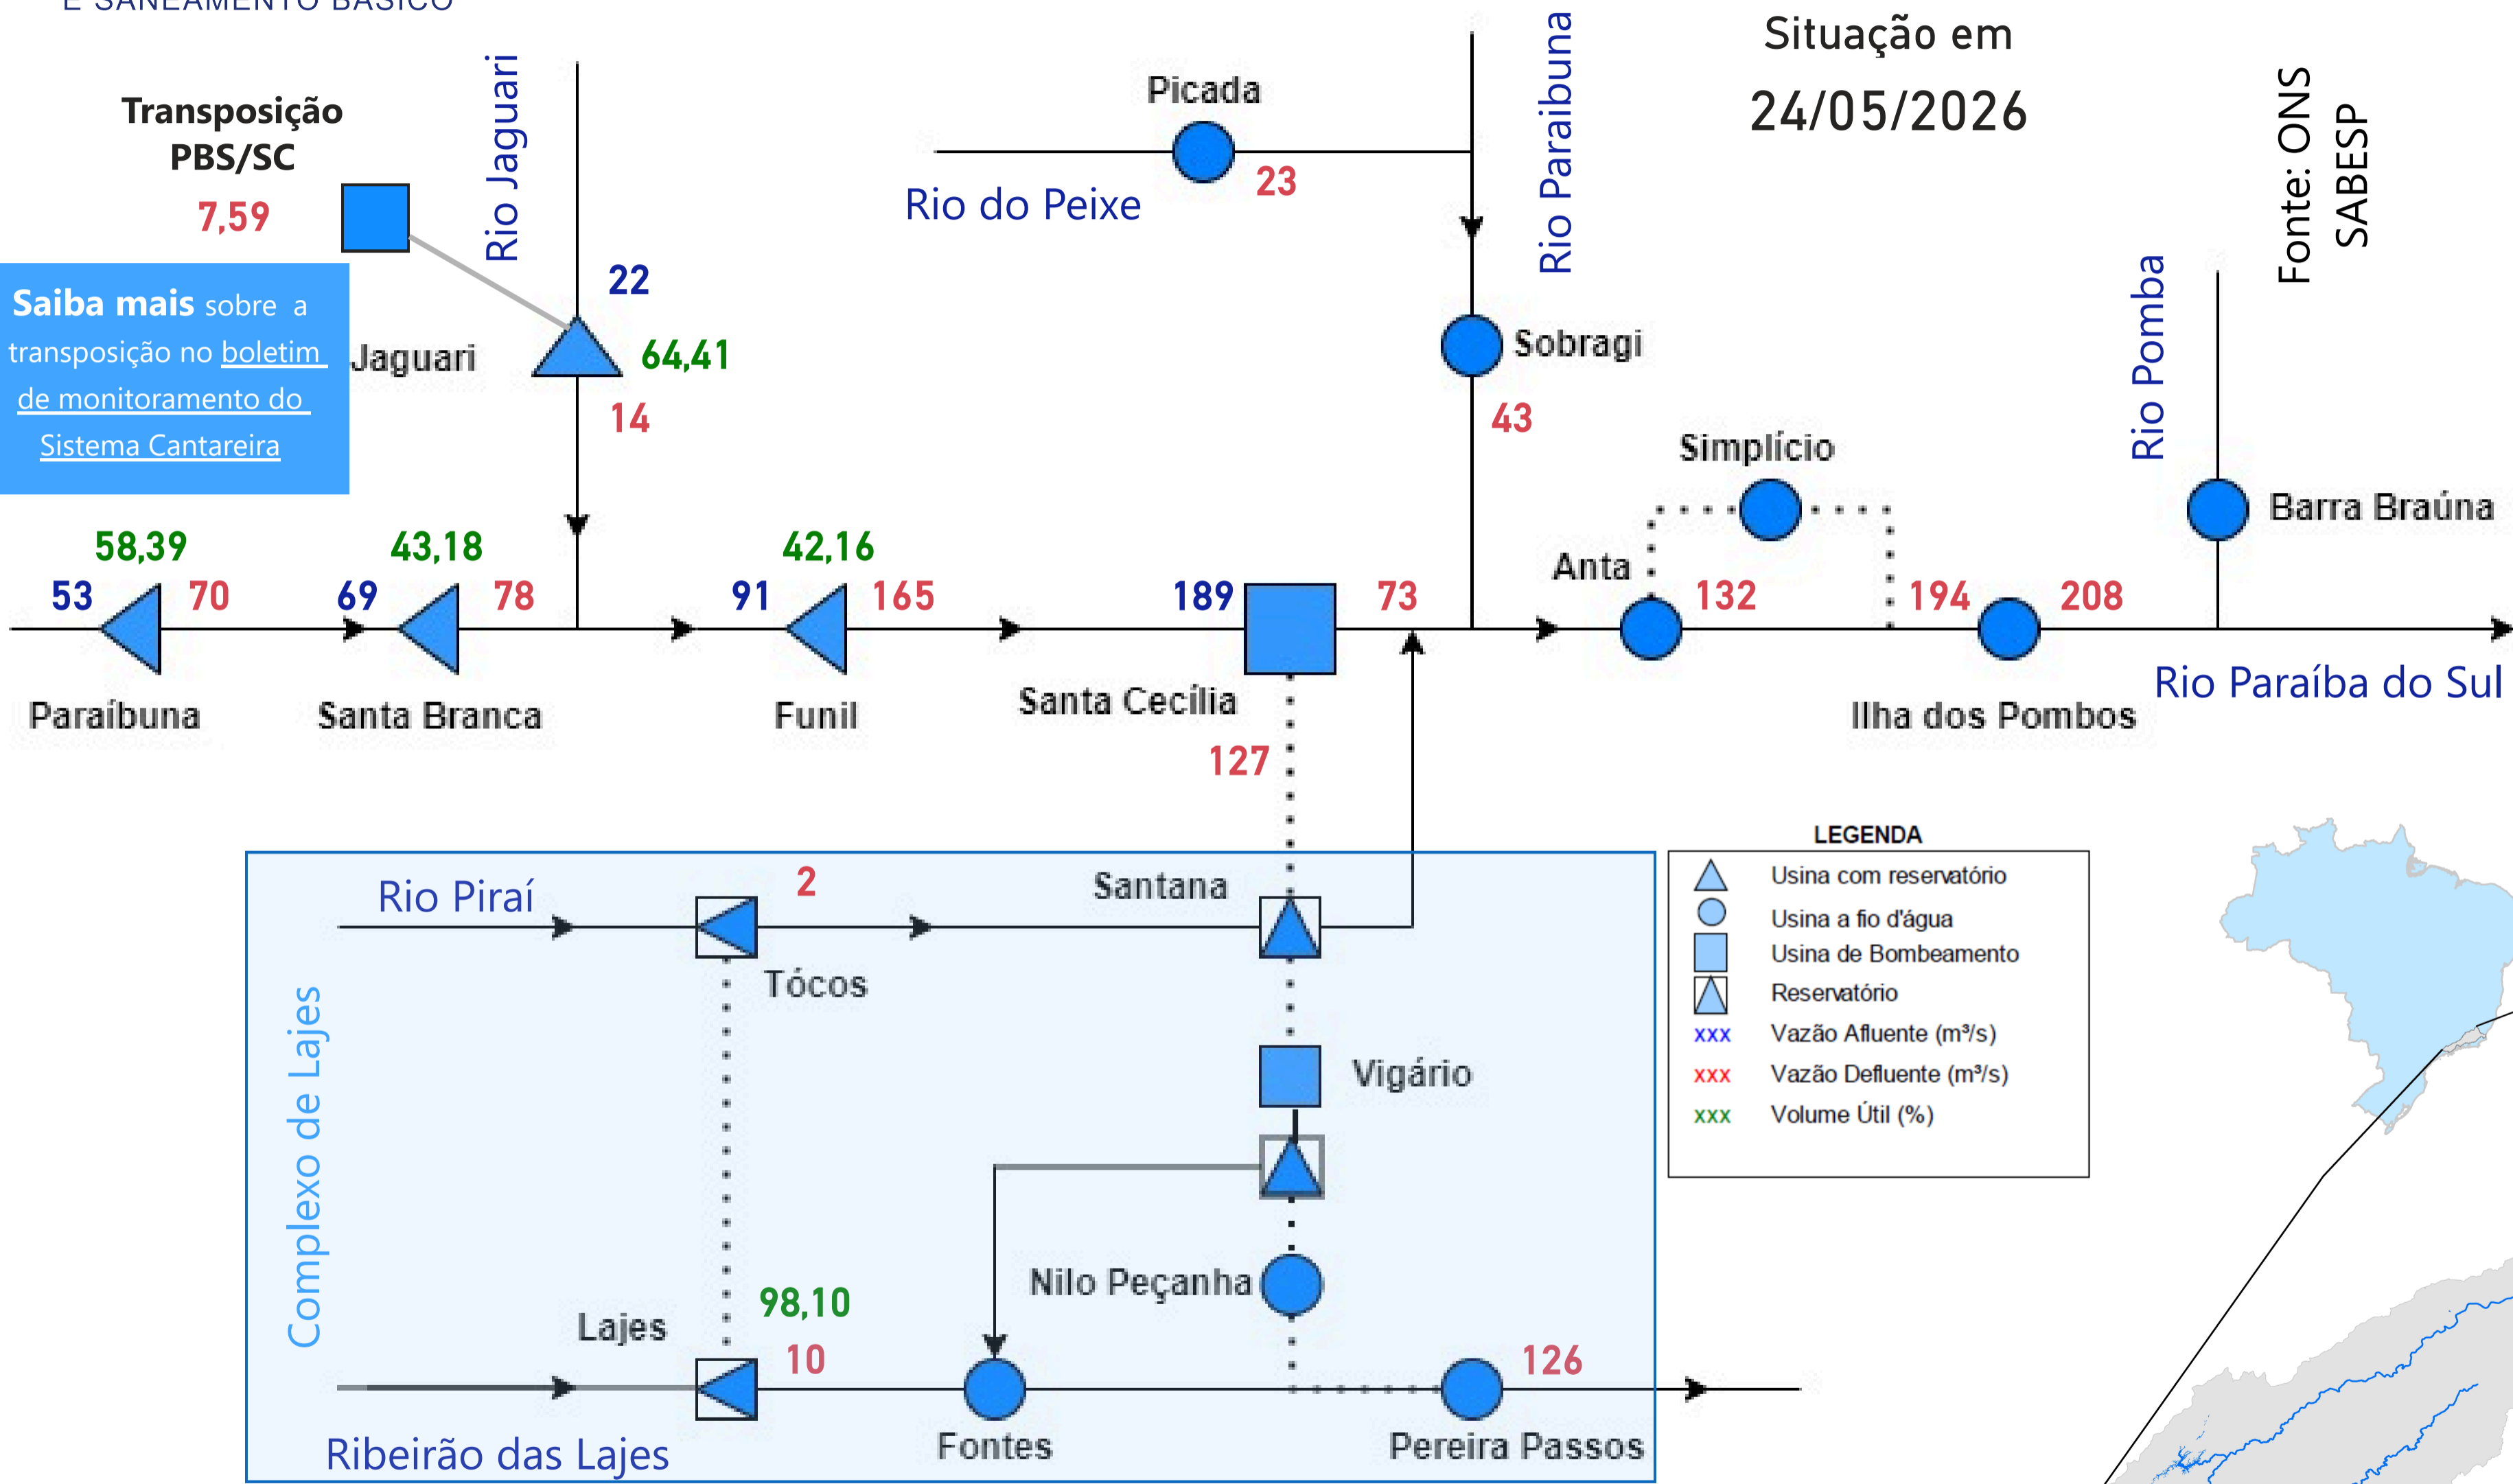 E SANEAMENTO BÁSICO
Situação em
24/05/2026
Fonte: ONS
SABESP
Transposição
PBS/SC
7,59
Rio Jaguari
Picada
23
Rio do Peixe
Rio Paraibuna
Saiba mais sobre a
transposição no boletim
de monitoramento do
Sistema Cantareira
22
Jaguari
64,41
14
Sobragi
43
Rio Pomba
Simplício
Barra Braúna
58,39
53
70
43,18
69
78
42,16
91
165
189
73
Anta
132
194
208
Paraíbuna
Santa Branca
Funil
Santa Cecília
Ilha dos Pombos
Rio Paraíba do Sul
127
Complexo de Lajes
Rio Piraí
2
Santana
Tócos
Vigário
Nilo Peçanha
Lajes
98,10
10
126
Fontes
Pereira Passos
Ribeirão das Lajes
LEGENDA
Usina com reservatório
Usina a fio d'água
Usina de Bombeamento
Reservatório
xxx Vazão Afluente (m³/s)
xxx Vazão Defluente (m³/s)
xxx Volume Útil (%)